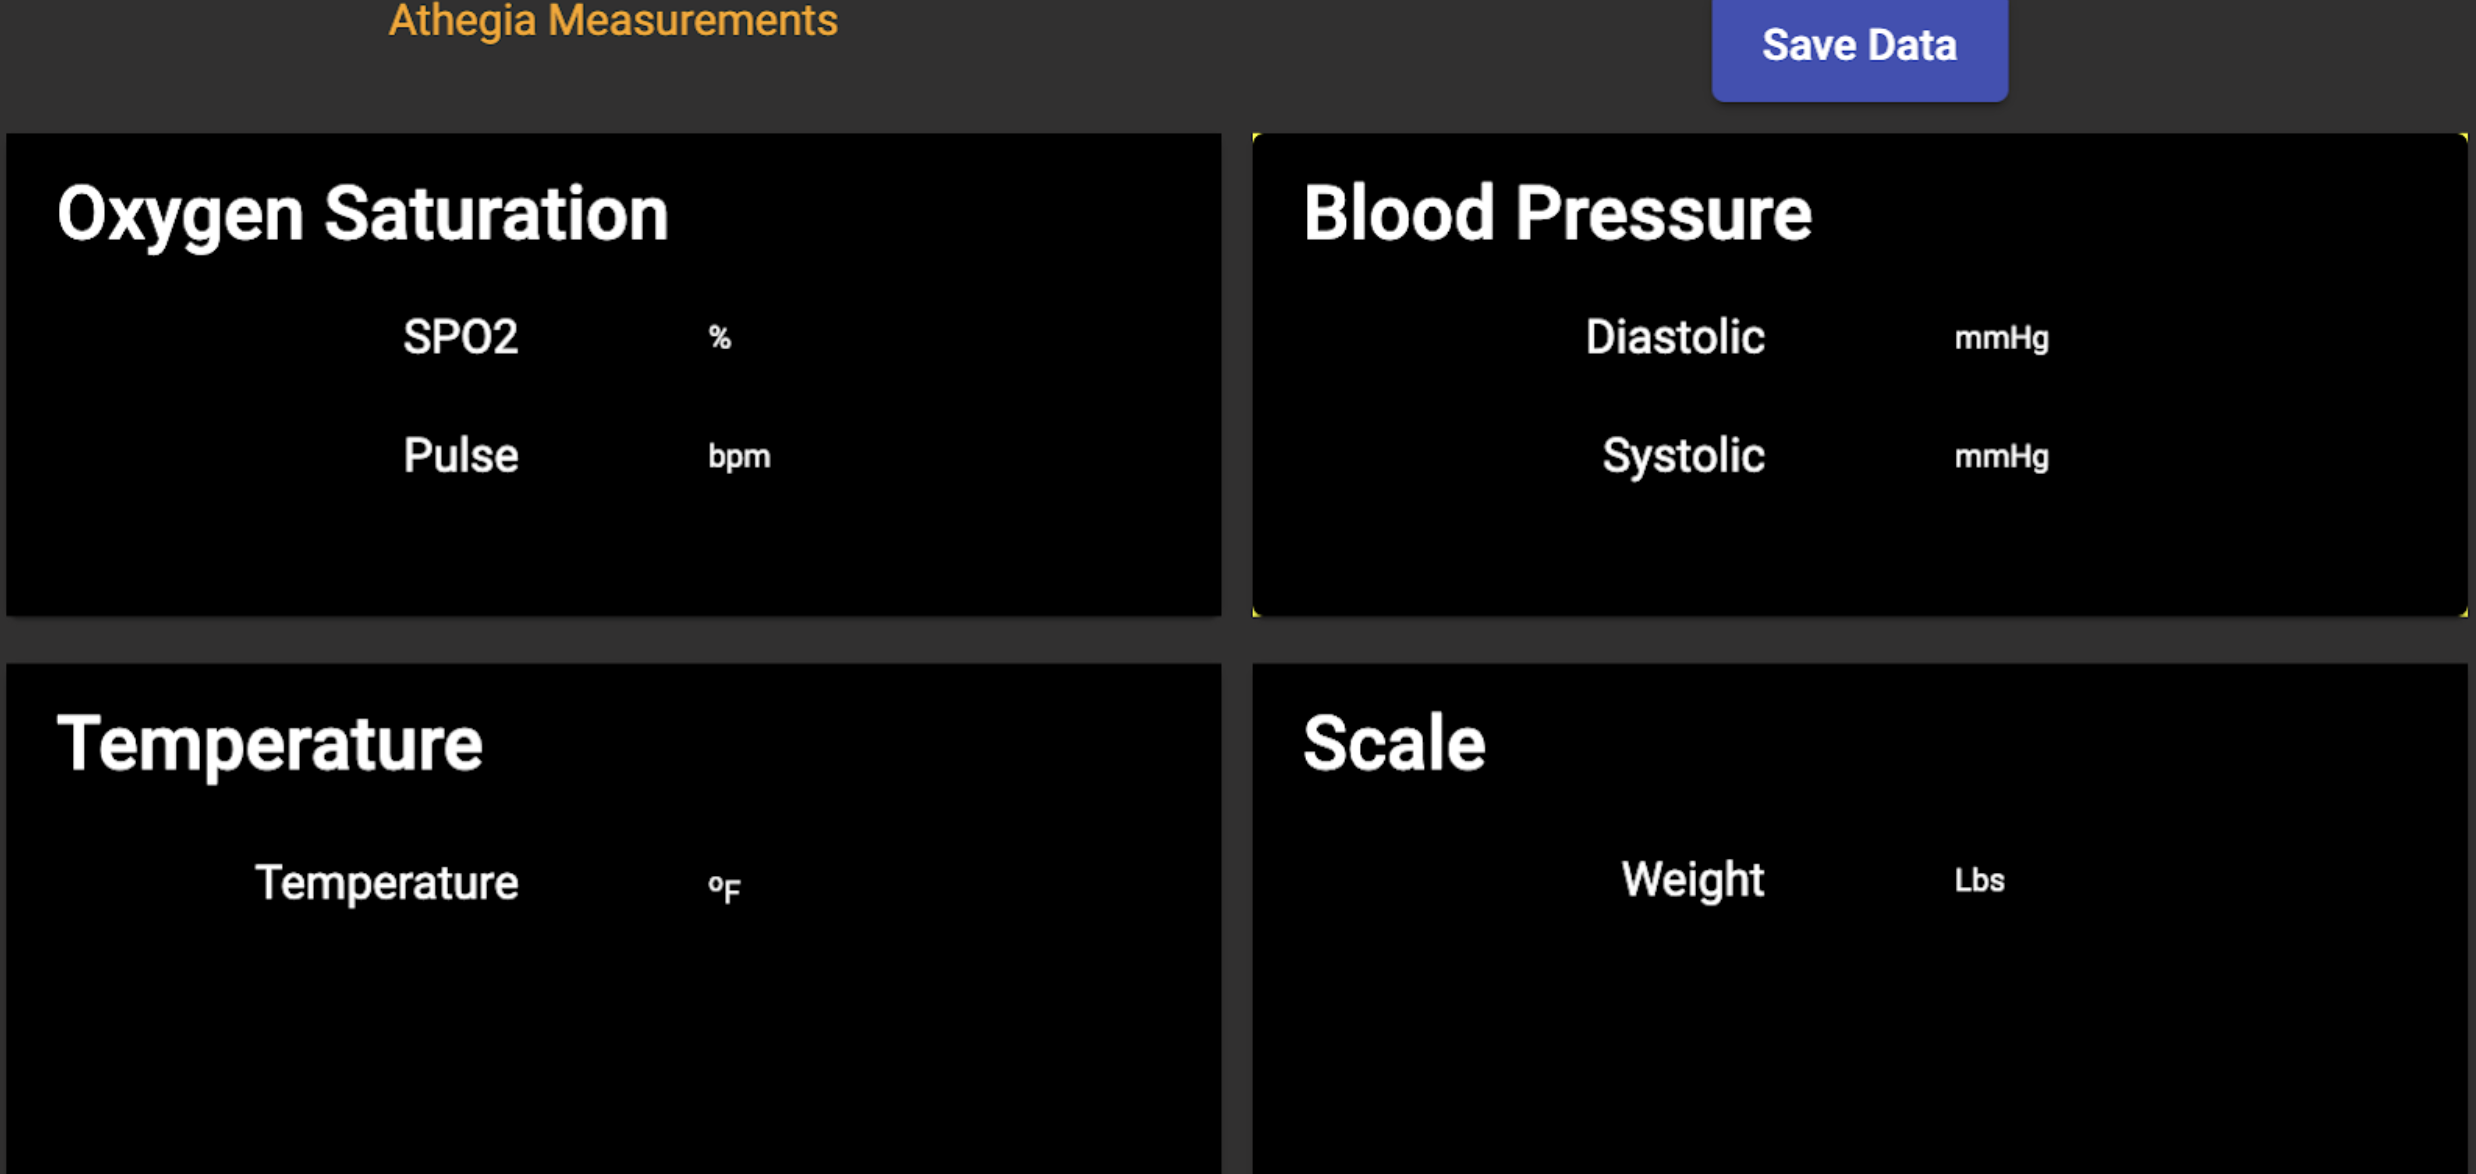 Athegia Measurements
Save Data
Oxygen Saturation
SPO2 %
Pulse bpm
Blood Pressure
Diastolic mmHg
Systolic mmHg
Temperature
Temperature ºF
Scale
Weight Lbs